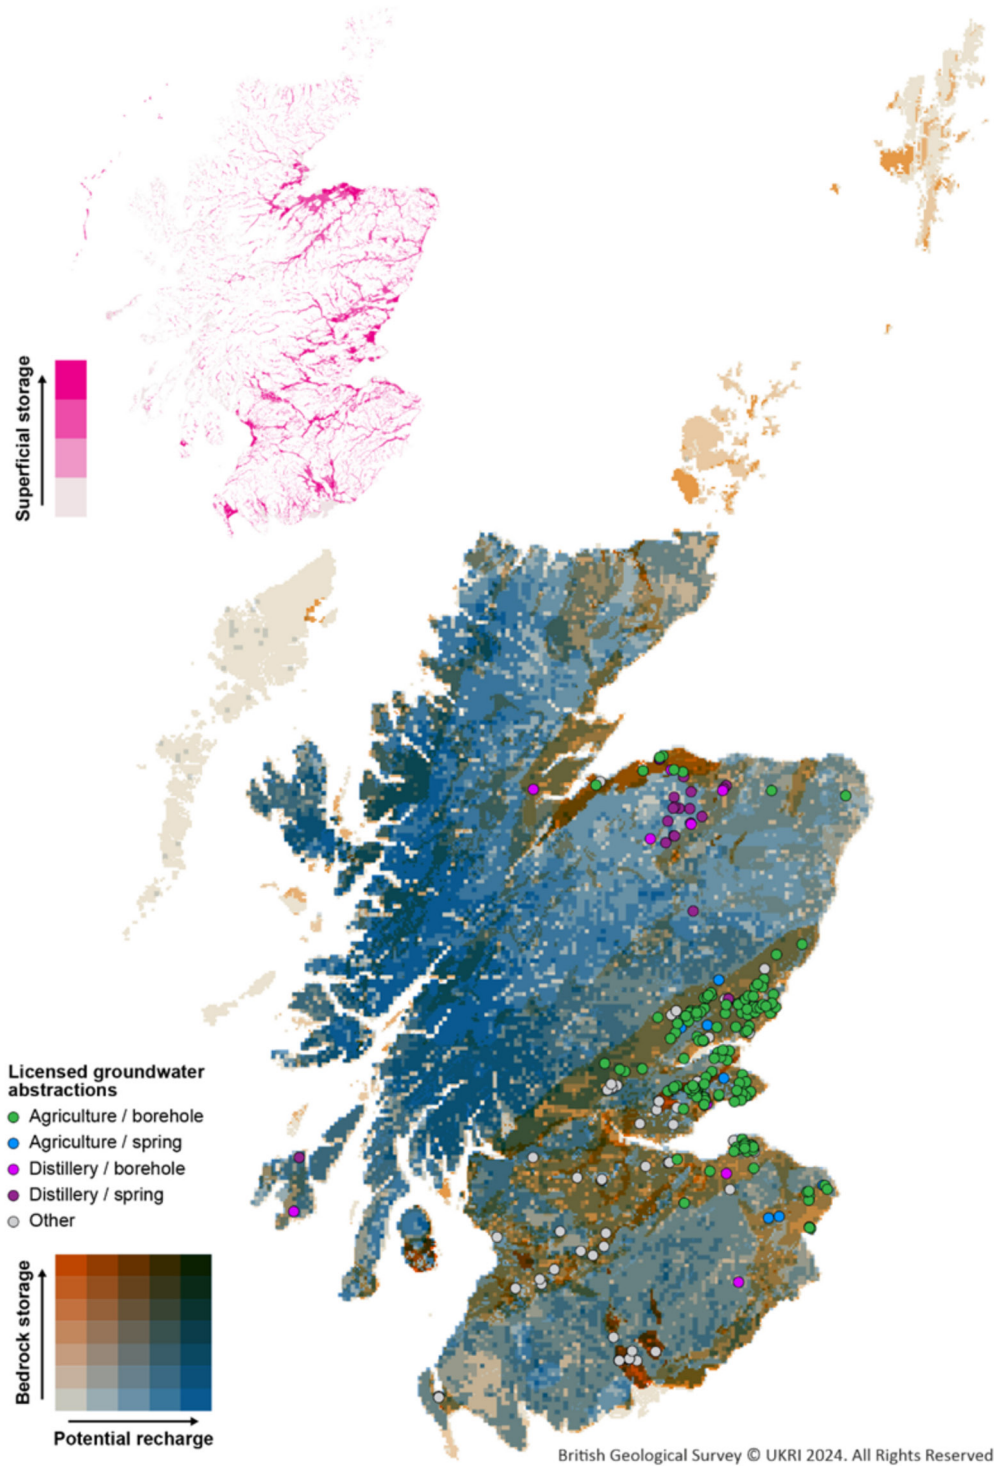 Superficial storage
Licensed groundwater
abstractions
Agriculture / borehole
Agriculture / spring
Distillery / borehole
Distillery / spring
Other
Bedrock storage
Potential recharge
British Geological Survey © UKRI 2024. All Rights Reserved